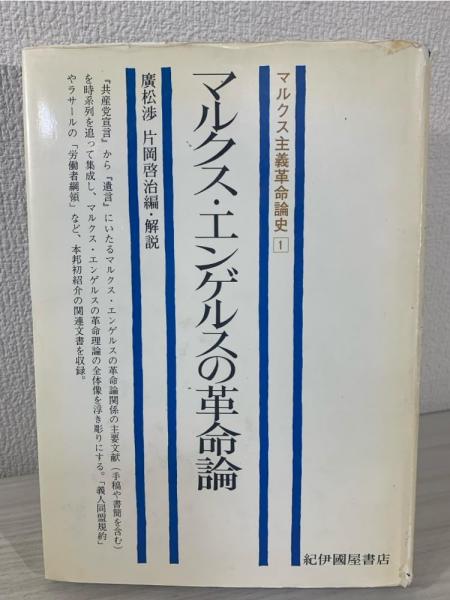 マルクス主義革命論史 1
マルクス・エンゲルスの革命論
廣松渉 片岡啓治編・解説
『共産党宣言』から『遺言』にいたるマルクス・エンゲルスの革命論関係の主要文献(手稿や書簡を含む)
を時系列を追って集成し、マルクス・エンゲルスの革命理論の全体像を浮き彫りにする。「義人同盟規約」
やラサールの「労働者綱領」など、本邦初紹介の関連文書を収録。
紀伊國屋書店